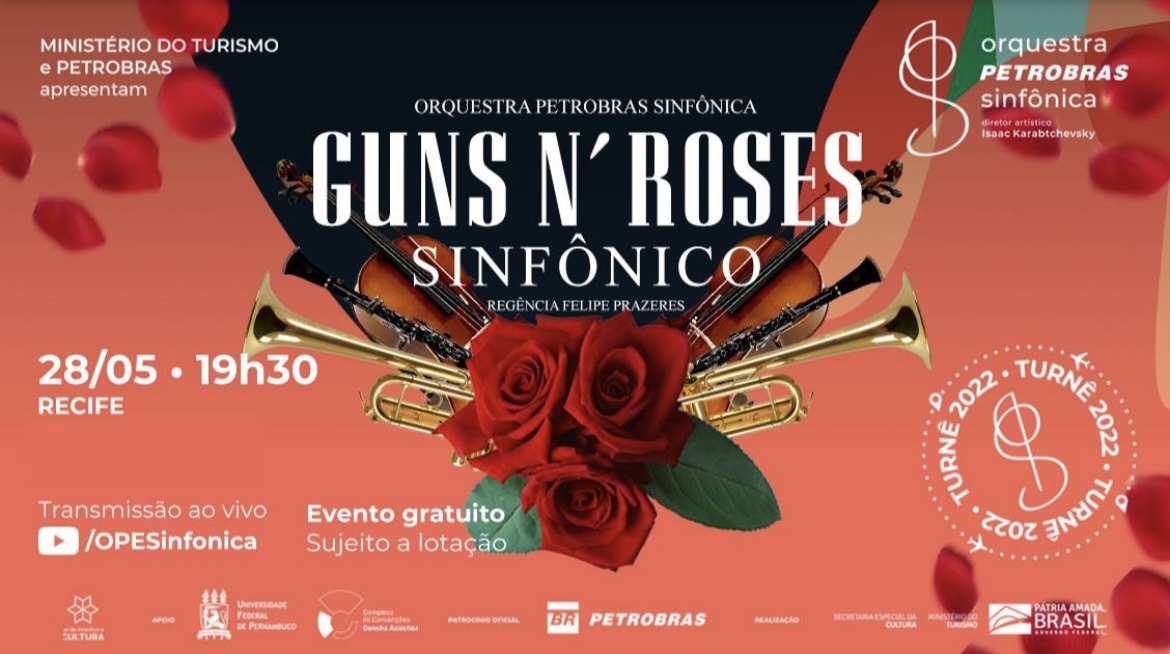 MINISTÉRIO DO TURISMO
e PETROBRAS
apresentam
orquestra
PETROBRAS
sinfônica
diretor artístico
Isaac Karabtchevsky
ORQUESTRA PETROBRAS SINFÔNICA
GUNS N´ROSES
SINFÔNICO
REGÊNCIA FELIPE PRAZERES
28/05 • 19h30
RECIFE
TURNÊ 2022 • TURNÊ 2022 • TURNÊ 2022 •
Transmissão ao vivo
/OPESinfonica
Evento gratuito
Sujeito a lotação
CULTURA
APOIO
UNIVERSIDADE
FEDERAL
DE PERNAMBUCO
Complexo
de Convenções
Concha Acústica
PATROCÍNIO OFICIAL
BR PETROBRAS
REALIZAÇÃO
SECRETARIA ESPECIAL DA
CULTURA
MINISTÉRIO DO
TURISMO
PÁTRIA AMADA
BRASIL
GOVERNO FEDERAL